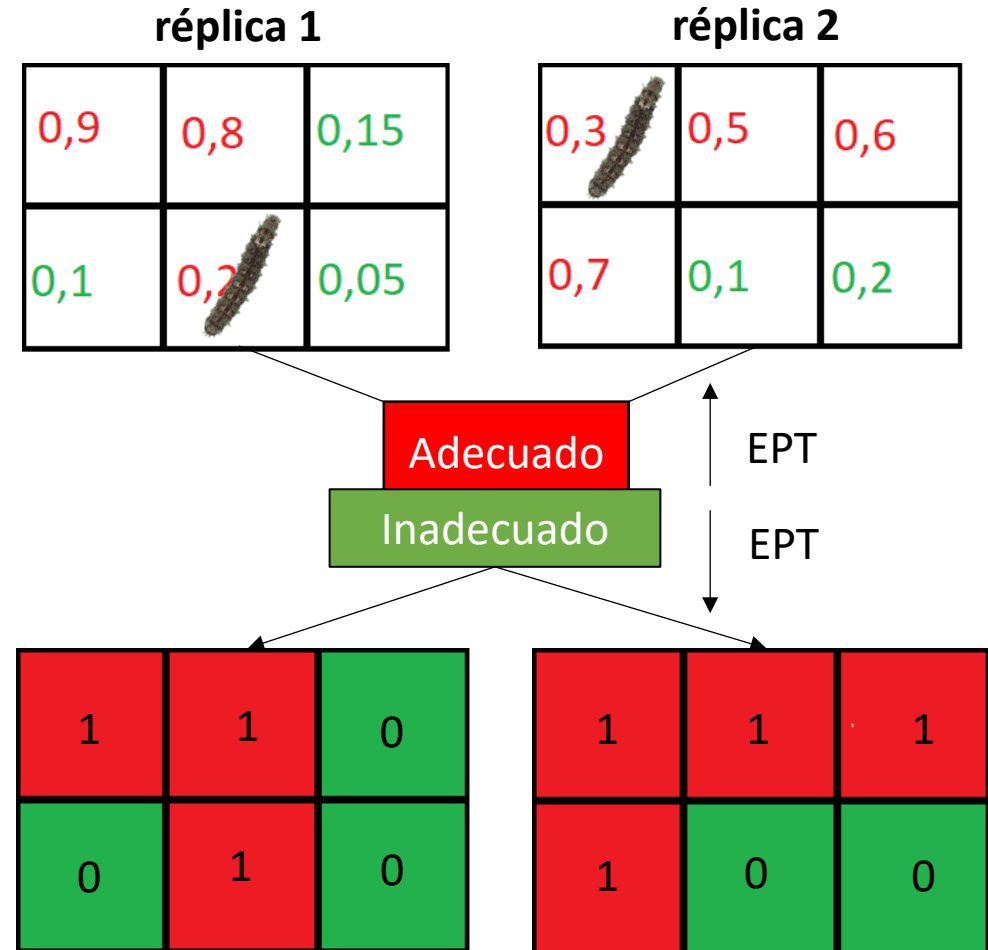 réplica 1
réplica 2
0,9 0,8 0,15
0,1 0,2 0,05
0,3 0,5 0,6
0,7 0,1 0,2
Adecuado
Inadecuado
EPT
EPT
1 1 0
0 1 0
1 1 1
1 0 0